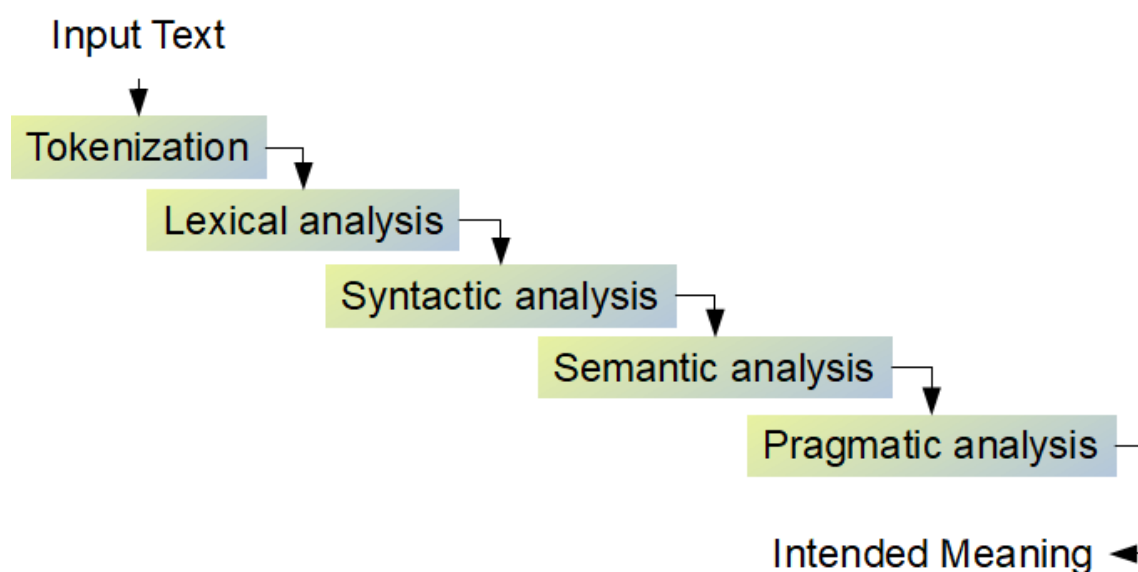 Input Text
Tokenization
Lexical analysis
Syntactic analysis
Semantic analysis
Pragmatic analysis
Intended Meaning